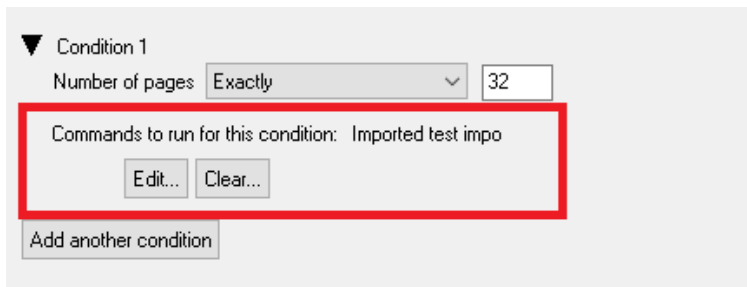 Condition 1
Number of pages Exactly 32
Commands to run for this condition: Imported test impo
Edit... Clear...
Add another condition